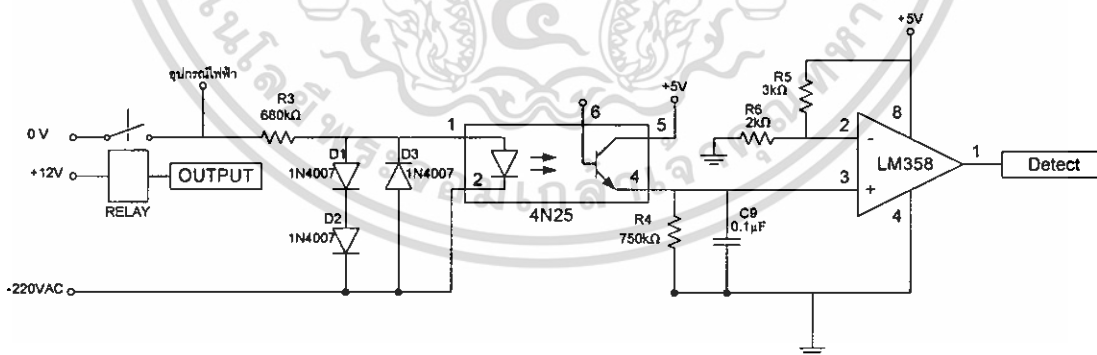 +5V
อุปกรณ์ไฟฟ้า
R3
680kΩ
0 V
+12V
RELAY
OUTPUT
D1
1N4007
D3
1N4007
D2
1N4007
-220VAC
1
2
4N25
6
5
4
+5V
R4
750kΩ
C9
0.1µF
R5
3kΩ
R6
2kΩ
2
-
3
+
8
LM358
4
1
Detect